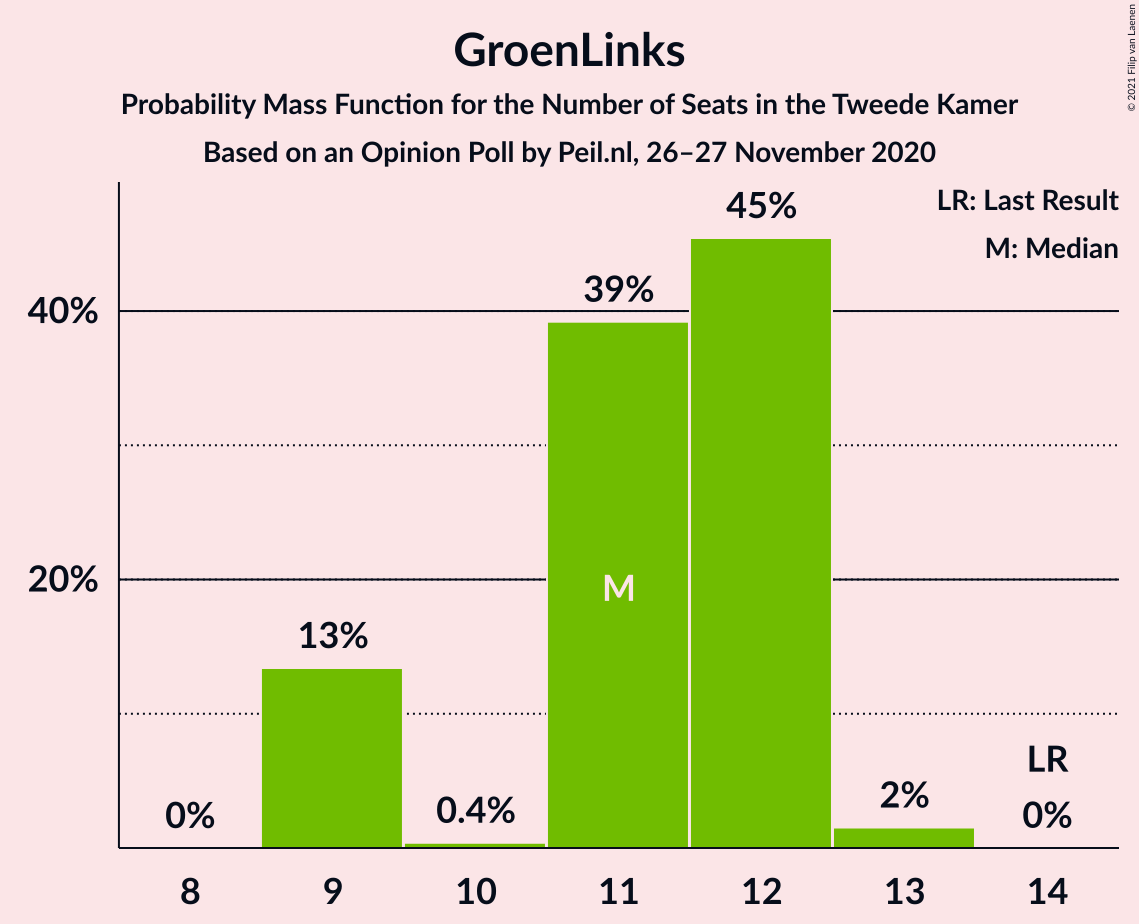 GroenLinks
Probability Mass Function for the Number of Seats in the Tweede Kamer
Based on an Opinion Poll by Peil.nl, 26–27 November 2020
© 2021 Filip van Laenen
LR: Last Result
M: Median
45%
39%
40%
20%
M
13%
LR
0%
0.4%
2%
0%
8 9 10 11 12 13 14